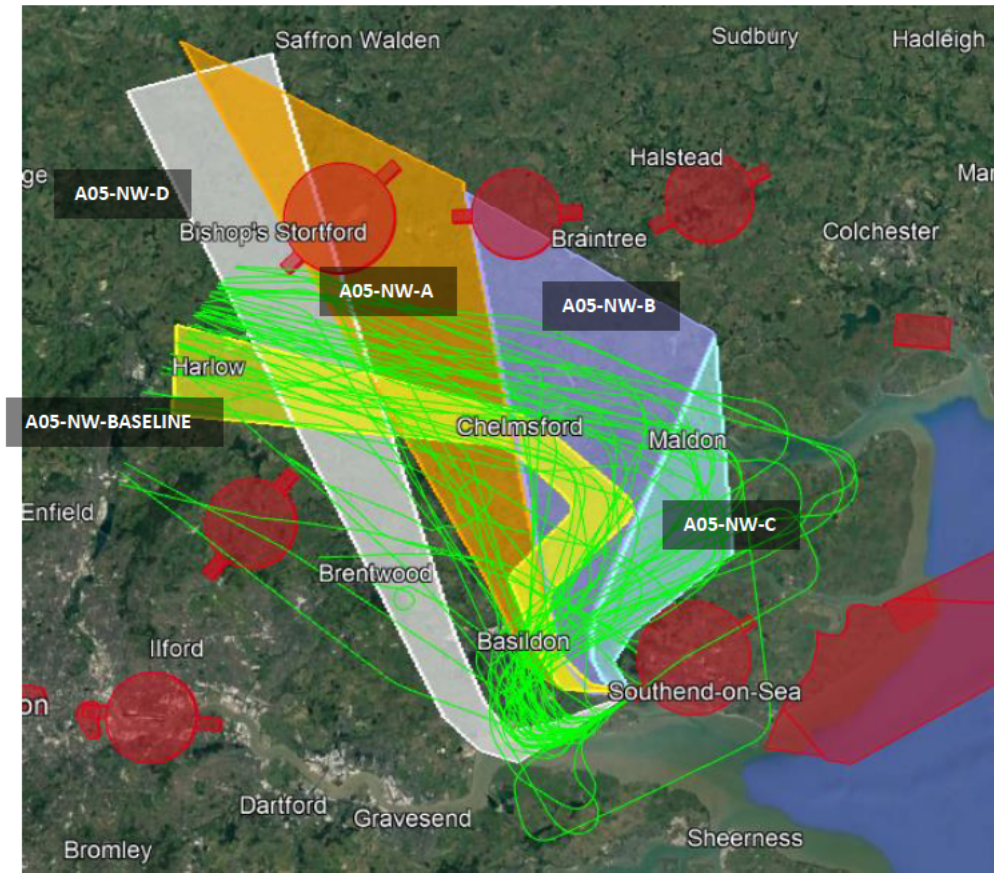 Saffron Walden
Sudbury
Hadleigh
ge
Halstead
Mar
A05-NW-D
Bishop's Stortford
Braintree
Colchester
A05-NW-A
A05-NW-B
Harlow
A05-NW-BASELINE
Chelmsford
Maldon
Enfield
A05-NW-C
Brentwood
Basildon
Ilford
Southend-on-Sea
on
Dartford
Gravesend
Sheerness
Bromley